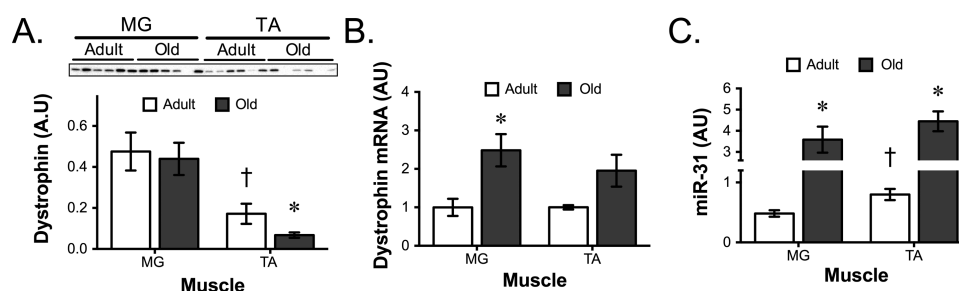 A.
MG TA
Adult Old Adult Old
Adult Old
Dystrophin (A.U)
0.6
0.4
0.2
0.0
†
*
MG TA
Muscle
B.
Adult Old
Dystrophin mRNA (AU)
4
3
2
1
0
*
MG TA
Muscle
C.
Adult Old
miR-31 (AU)
6
5
4
3
1
0
*
†
*
MG TA
Muscle